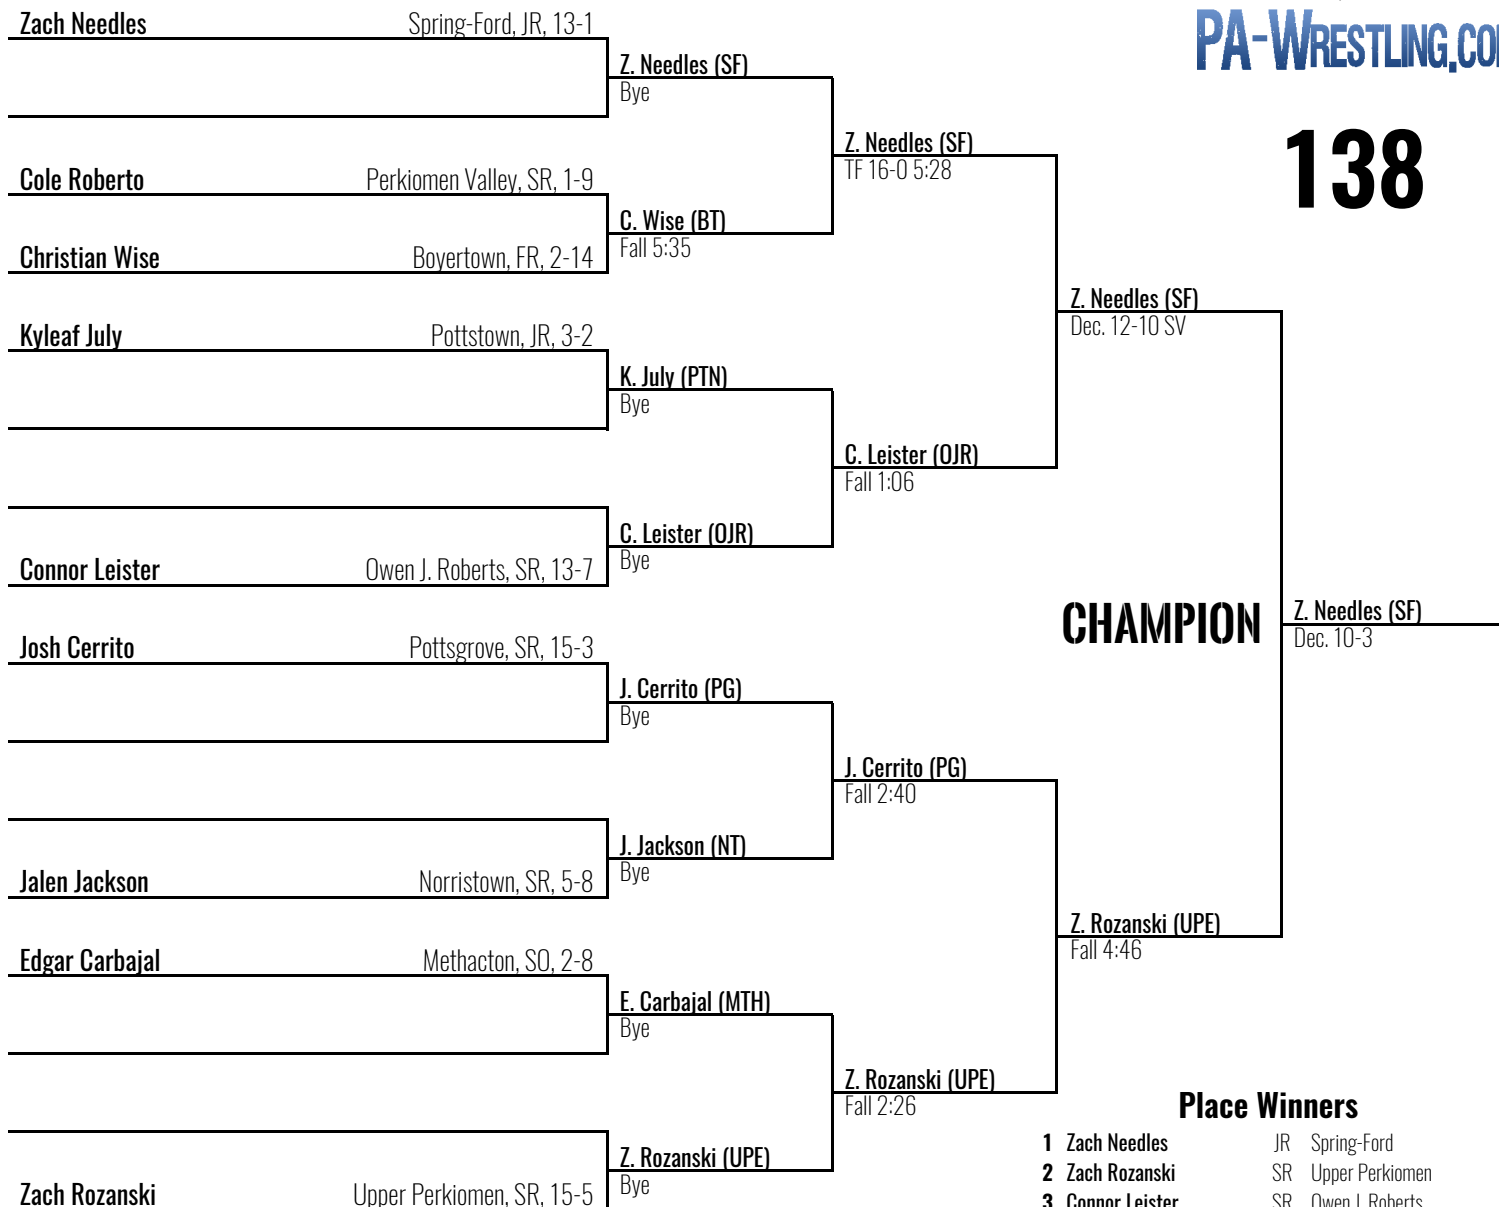 PA-WRESTLING.CO
138
Zach Needles Spring-Ford, JR, 13-1
Z. Needles (SF)
Bye
Z. Needles (SF)
TF 16-0 5:28
Cole Roberto Perkiomen Valley, SR, 1-9
C. Wise (BT)
Fall 5:35
Christian Wise Boyertown, FR, 2-14
Z. Needles (SF)
Dec. 12-10 SV
Kyleaf July Pottstown, JR, 3-2
K. July (PTN)
Bye
C. Leister (OJR)
Fall 1:06
C. Leister (OJR)
Bye
Connor Leister Owen J. Roberts, SR, 13-7
CHAMPION
Z. Needles (SF)
Dec. 10-3
Josh Cerrito Pottsgrove, SR, 15-3
J. Cerrito (PG)
Bye
J. Cerrito (PG)
Fall 2:40
J. Jackson (NT)
Bye
Jalen Jackson Norristown, SR, 5-8
Z. Rozanski (UPE)
Fall 4:46
Edgar Carbajal Methacton, SO, 2-8
E. Carbajal (MTH)
Bye
Z. Rozanski (UPE)
Fall 2:26
Z. Rozanski (UPE)
Bye
Zach Rozanski Upper Perkiomen, SR, 15-5
Place Winners
1 Zach Needles JR Spring-Ford
2 Zach Rozanski SR Upper Perkiomen
3 Connor Leister SR Owen J. Roberts